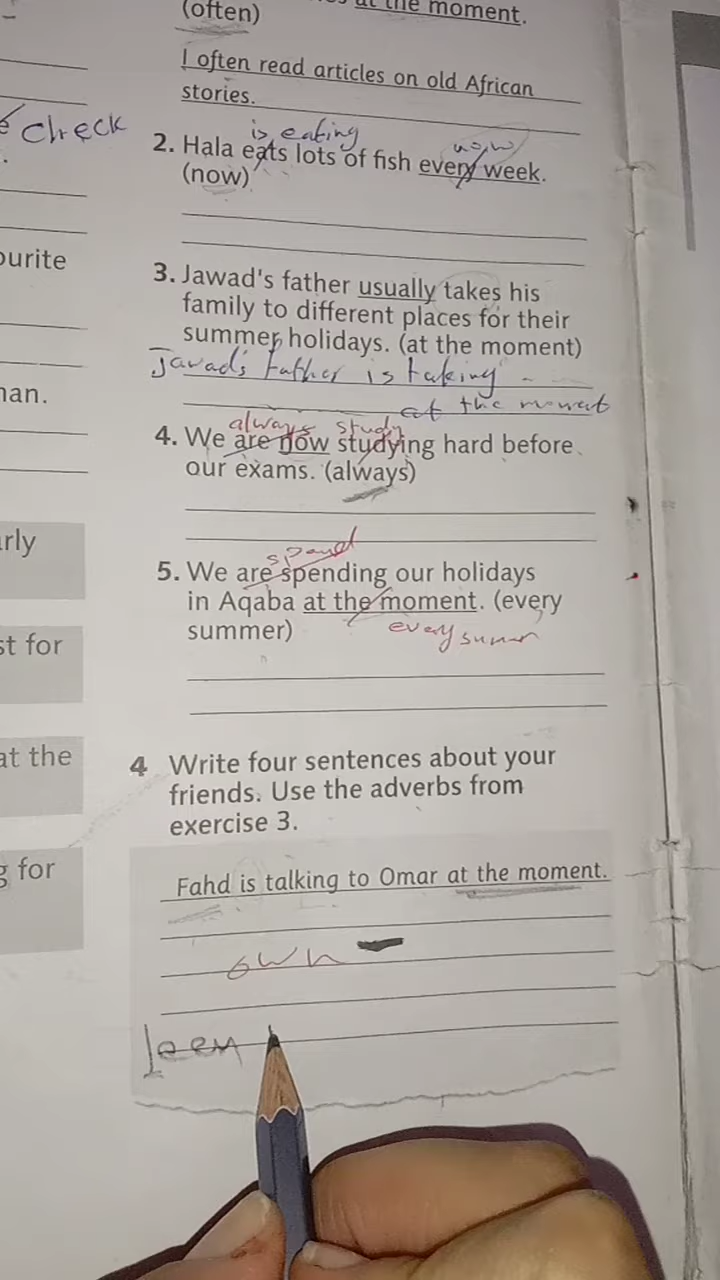 at the moment.
(often)
I often read articles on old African
stories.
check
is eating
now
2. Hala eats lots of fish every week.
(now)
ourite
3. Jawad's father usually takes his
family to different places for their
summer holidays. (at the moment)
Jawad's father is taking - -
at the moment
nan.
always study
4. We are now studying hard before
our exams. (always)
rly
spend
5. We are spending our holidays
in Aqaba at the moment. (every
summer)
every summer
st for
at the
4 Write four sentences about your
friends. Use the adverbs from
exercise 3.
g for
Fahd is talking to Omar at the moment.
own
leen